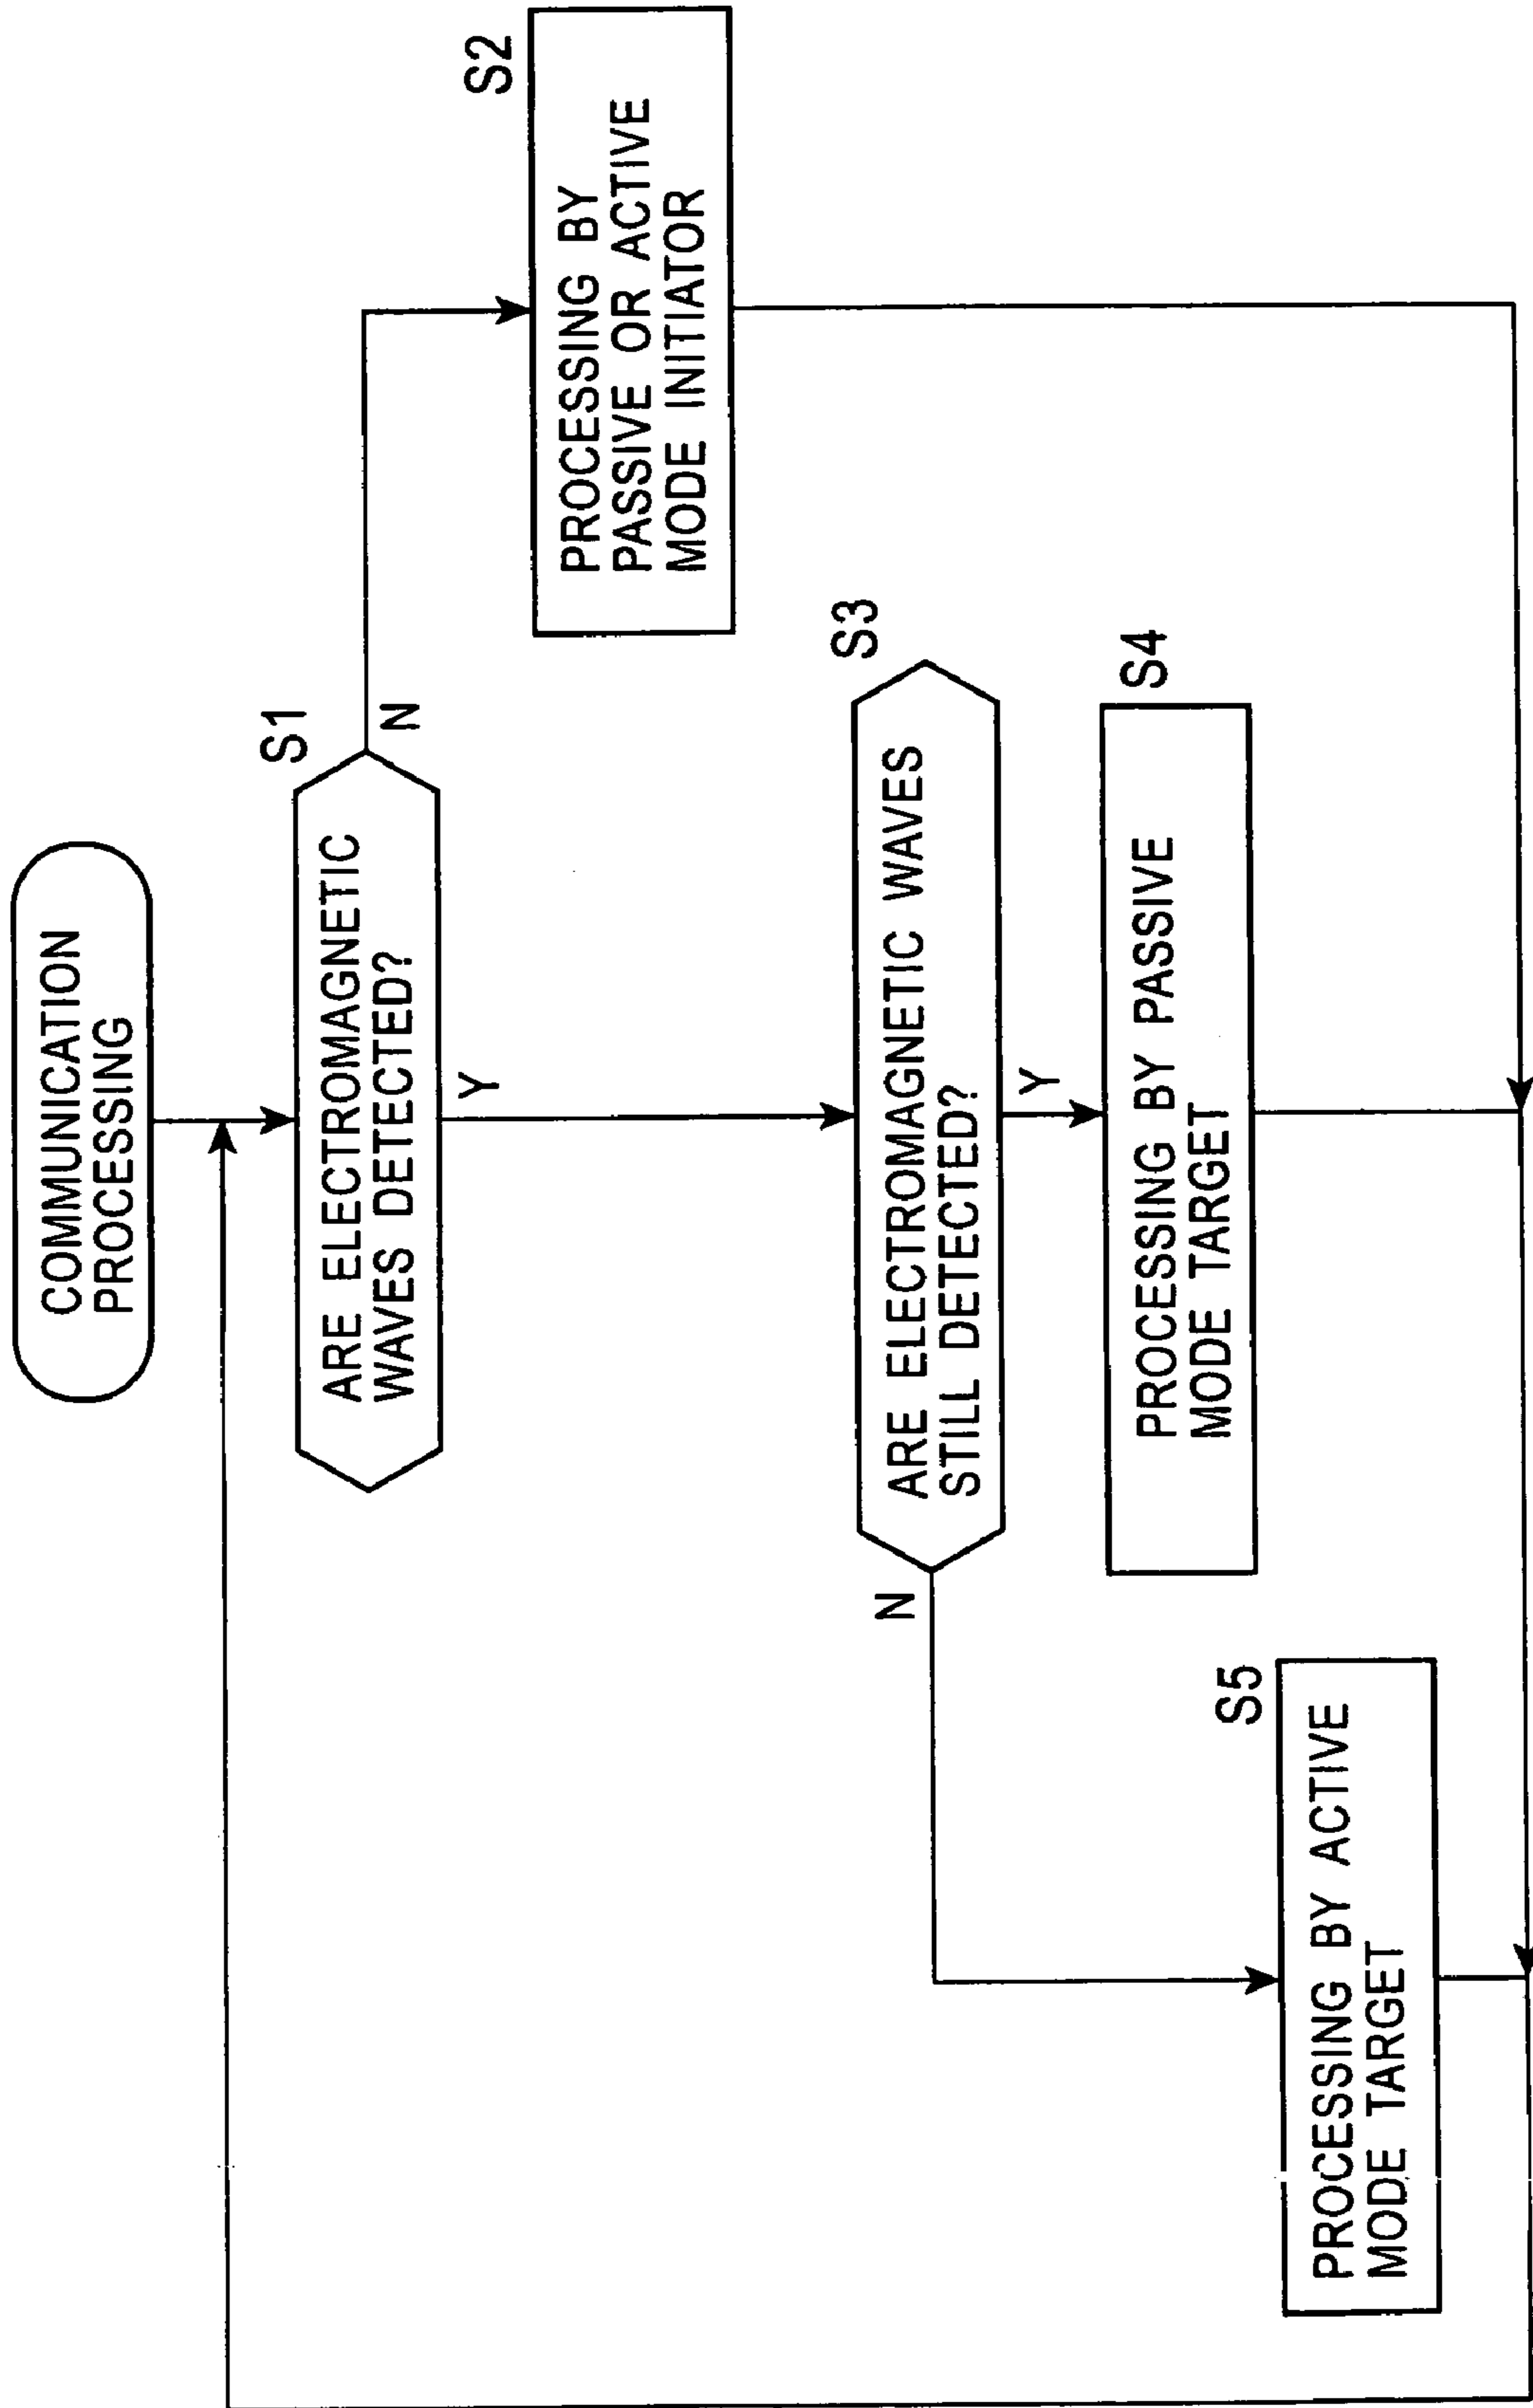 COMMUNICATION
PROCESSING
S1
ARE ELECTROMAGNETIC
WAVES DETECTED?
N
Y
S2
PROCESSING BY
PASSIVE OR ACTIVE
MODE INITIATOR
S3
ARE ELECTROMAGNETIC WAVES
STILL DETECTED?
N
Y
S4
PROCESSING BY PASSIVE
MODE TARGET
S5
PROCESSING BY ACTIVE
MODE TARGET